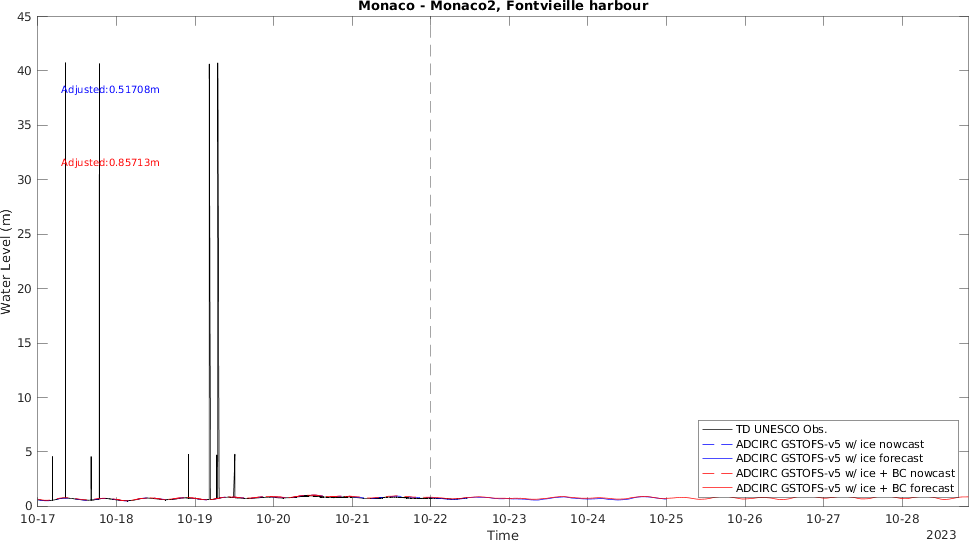 Monaco - Monaco2, Fontvieille harbour
45
40
35
30
25
20
15
10
5
0
Water Level (m)
Adjusted:0.51708m
Adjusted:0.85713m
TD UNESCO Obs.
ADCIRC GSTOFS-v5 w/ ice nowcast
ADCIRC GSTOFS-v5 w/ ice forecast
ADCIRC GSTOFS-v5 w/ ice + BC nowcast
ADCIRC GSTOFS-v5 w/ ice + BC forecast
10-17 10-18 10-19 10-20 10-21 10-22 10-23 10-24 10-25 10-26 10-27 10-28
Time
2023